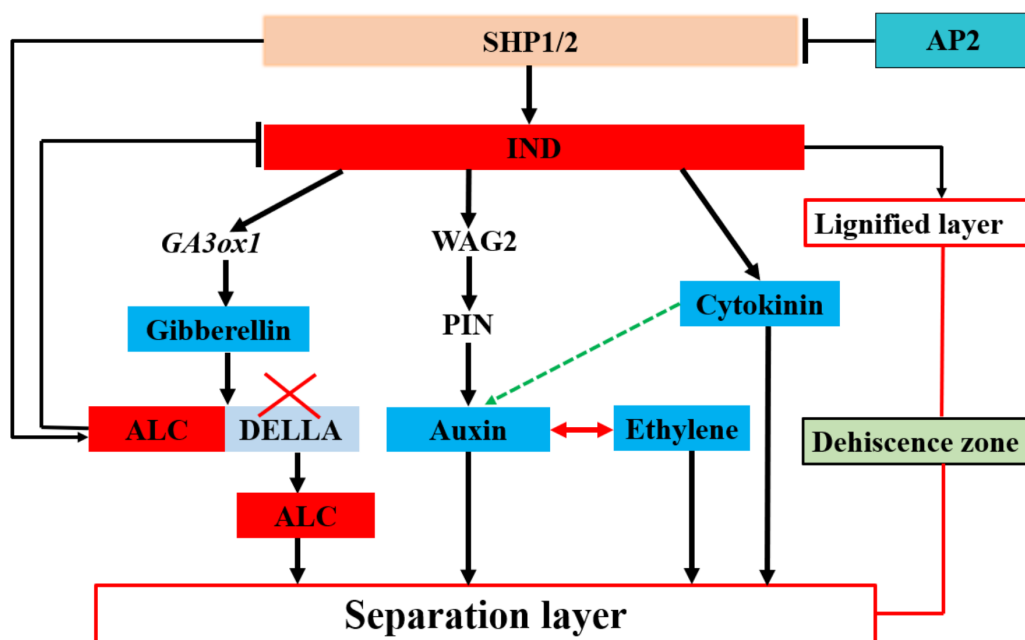 SHP1/2
AP2
IND
GA3ox1
WAG2
Lignified layer
Gibberellin
PIN
Cytokinin
ALC
DELLA
Auxin
Ethylene
Dehiscence zone
ALC
Separation layer